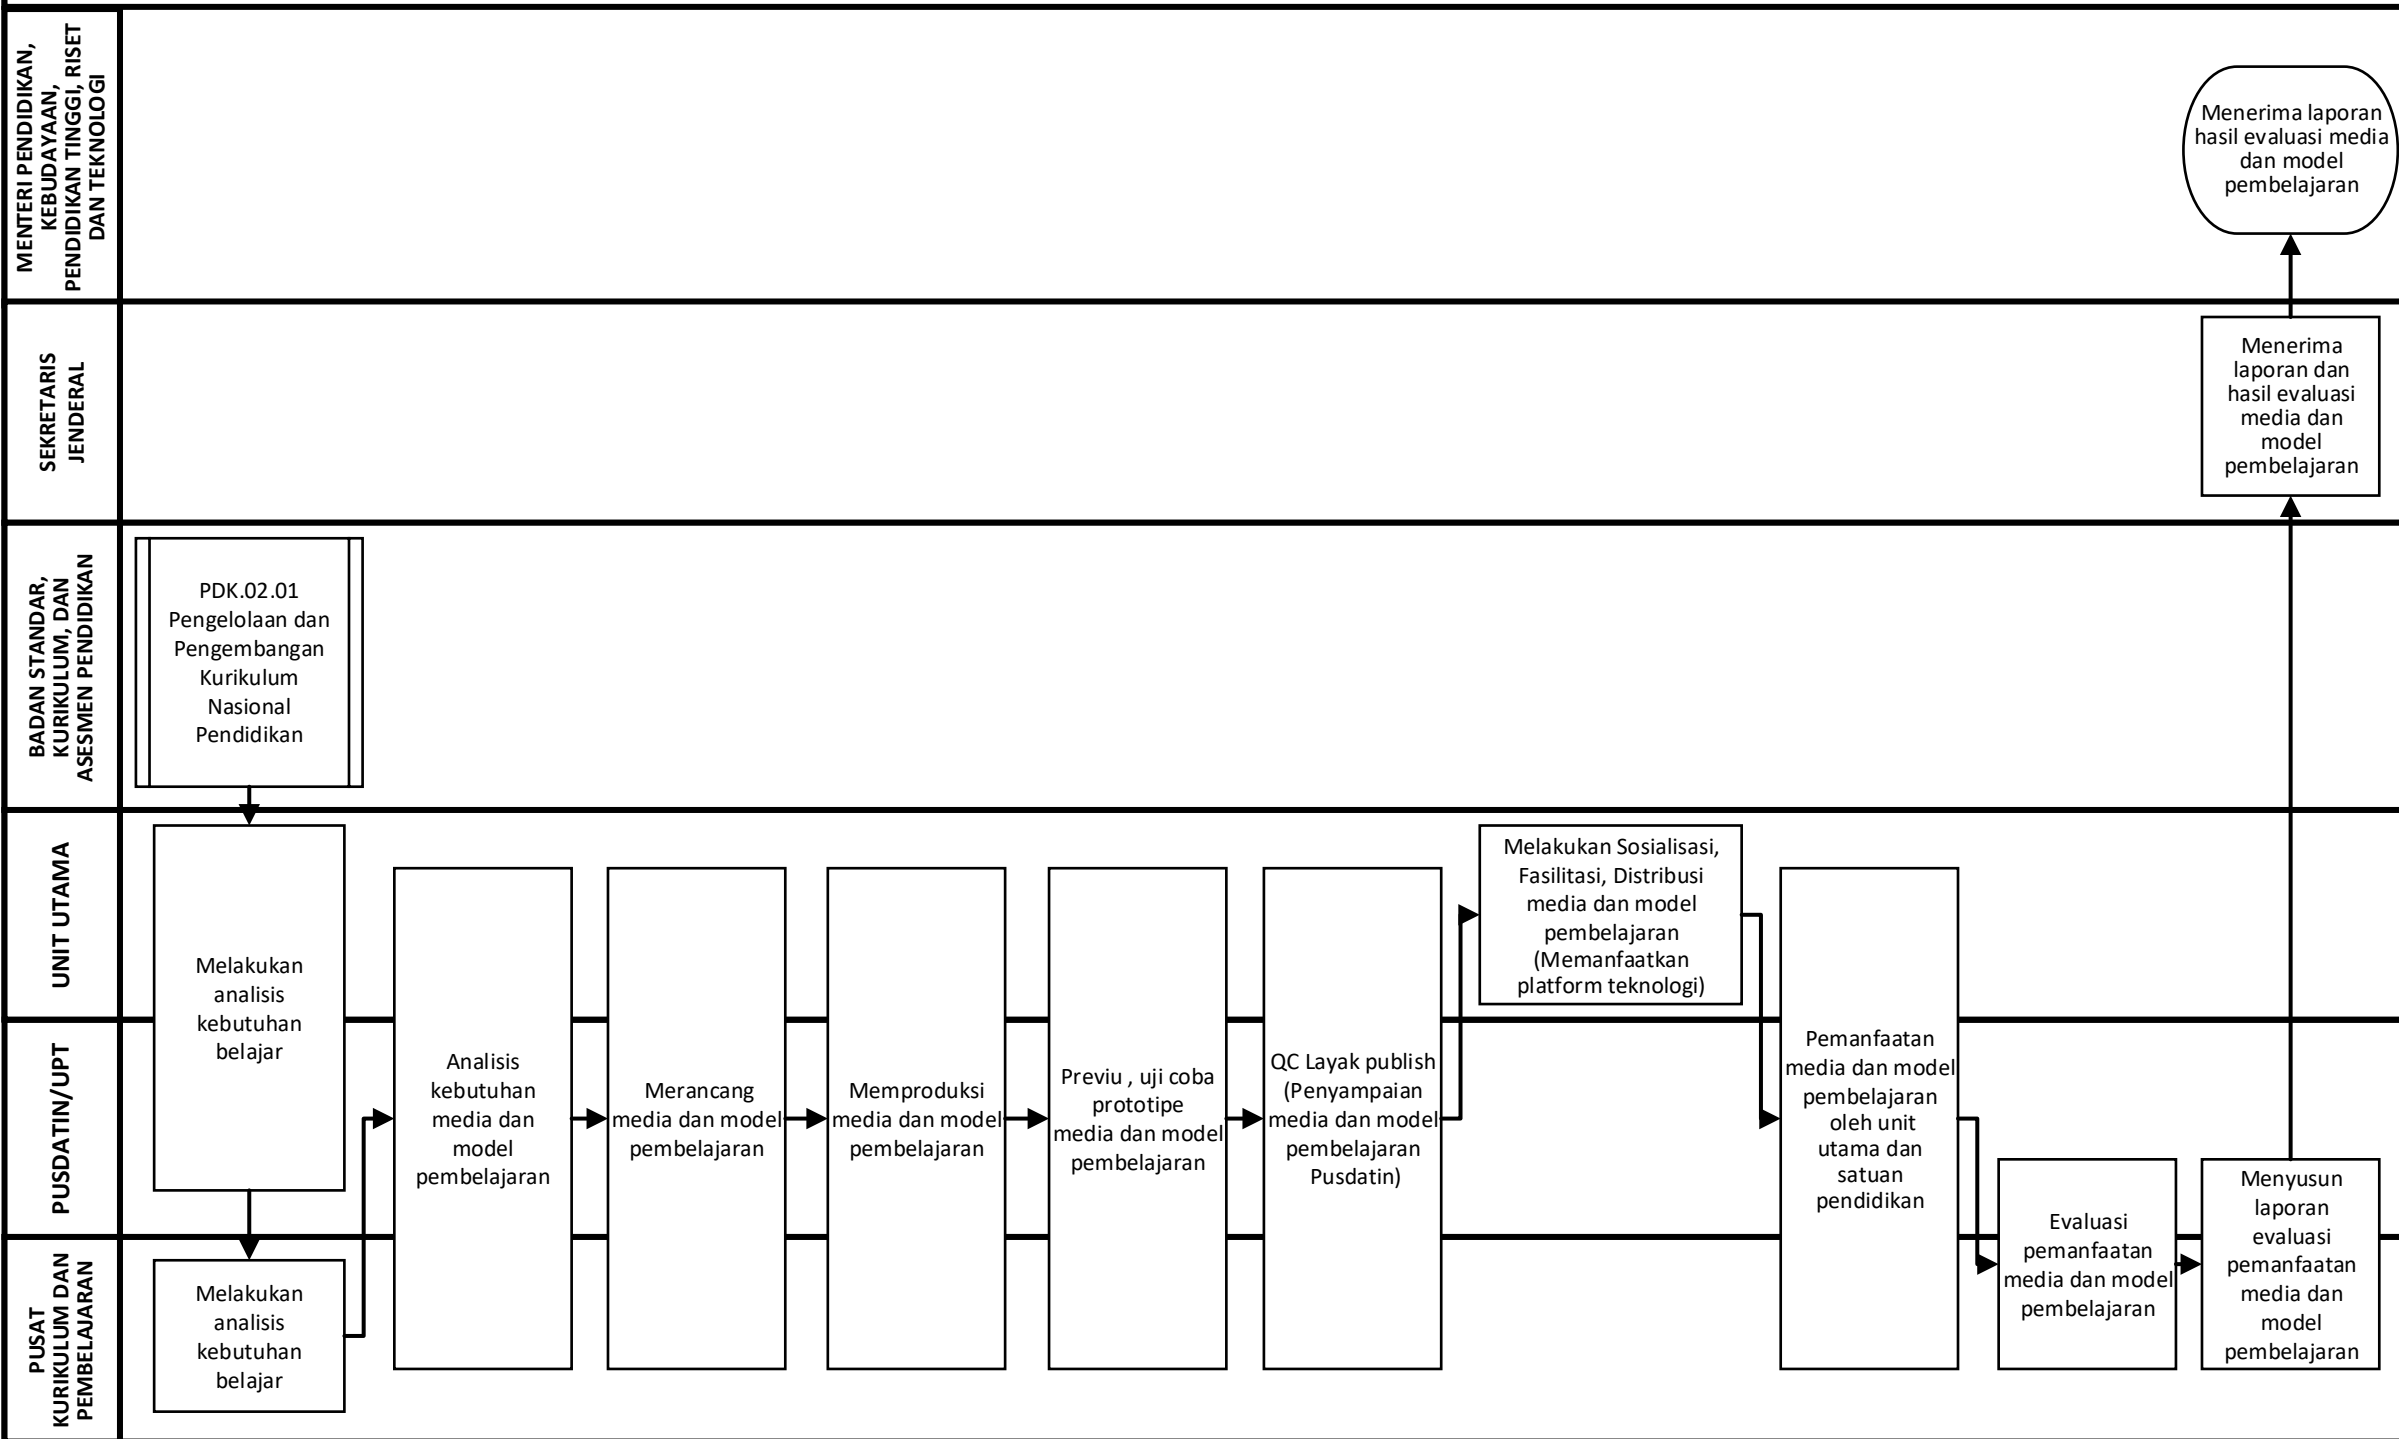 MENTERI PENDIDIKAN,
KEBUDAYAAN,
PENDIDIKAN TINGGI, RISET
DAN TEKNOLOGI
Menerima laporan
hasil evaluasi media
dan model
pembelajaran
SEKRETARIS
JENDERAL
Menerima
laporan dan
hasil evaluasi
media dan
model
pembelajaran
BADAN STANDAR,
KURIKULUM, DAN
ASESMEN PENDIDIKAN
PDK.02.01
Pengelolaan dan
Pengembangan
Kurikulum
Nasional
Pendidikan
UNIT UTAMA
PUSDATIN/UPT
PUSAT
KURIKULUM DAN
PEMBELAJARAN
Melakukan
analisis
kebutuhan
belajar
Melakukan
analisis
kebutuhan
belajar
Analisis
kebutuhan
media dan
model
pembelajaran
Merancang
media dan model
pembelajaran
Memproduksi
media dan model
pembelajaran
Previu , uji coba
prototipe
media dan model
pembelajaran
QC Layak publish
(Penyampaian
media dan model
pembelajaran
Pusdatin)
Melakukan Sosialisasi,
Fasilitasi, Distribusi
media dan model
pembelajaran
(Memanfaatkan
platform teknologi)
Pemanfaatan
media dan model
pembelajaran
oleh unit
utama dan
satuan
pendidikan
Evaluasi
pemanfaatan
media dan model
pembelajaran
Menyusun
laporan
evaluasi
pemanfaatan
media dan
model
pembelajaran